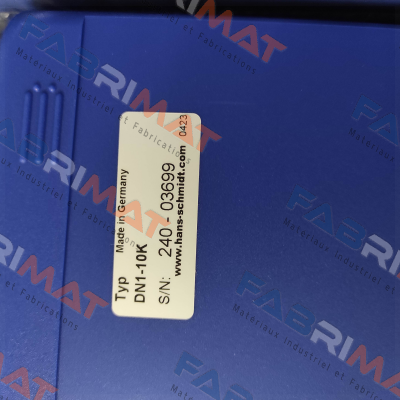 Typ Made in Germany
DN1-10K
S/N: 240 - 03699
www.hans-schmidt.com 0423
FABRIMAT
Materiaux Industriel et Fabrications